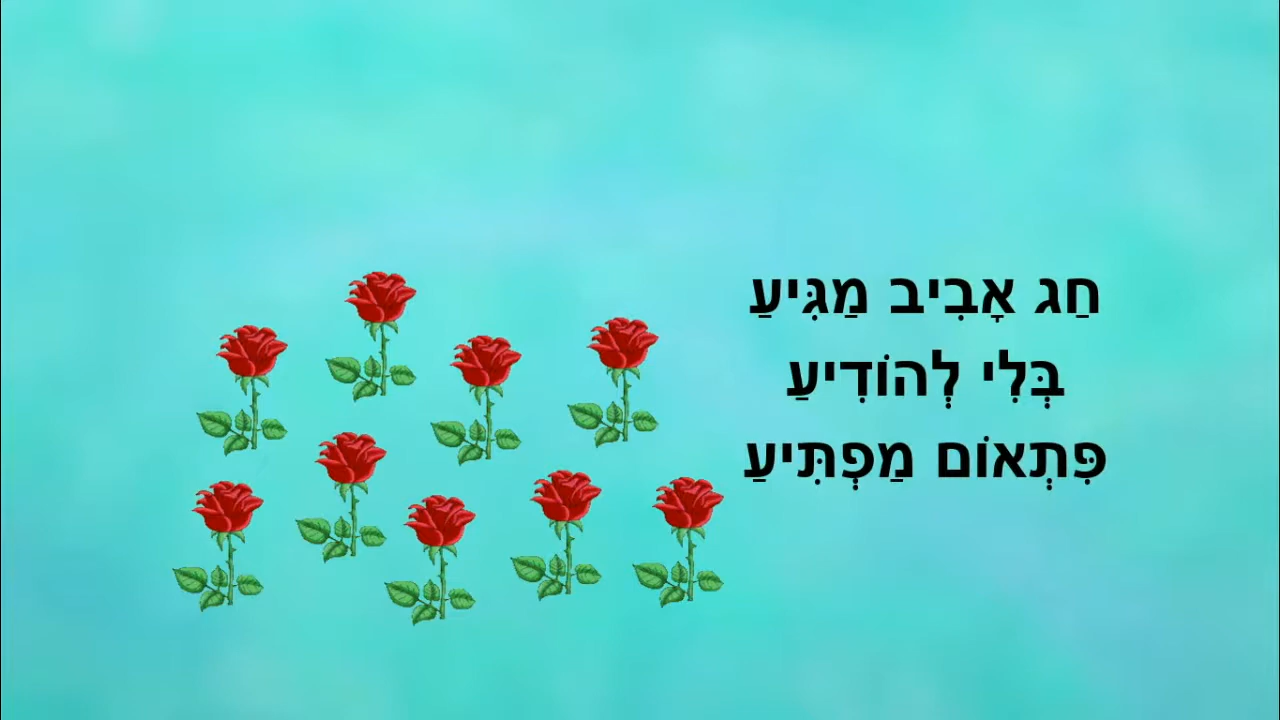 חַג אָבִיב מַגִּיעַ
בְּלִי לְהוֹדִיעַ
פִּתְאוֹם מַפְתִּיעַ